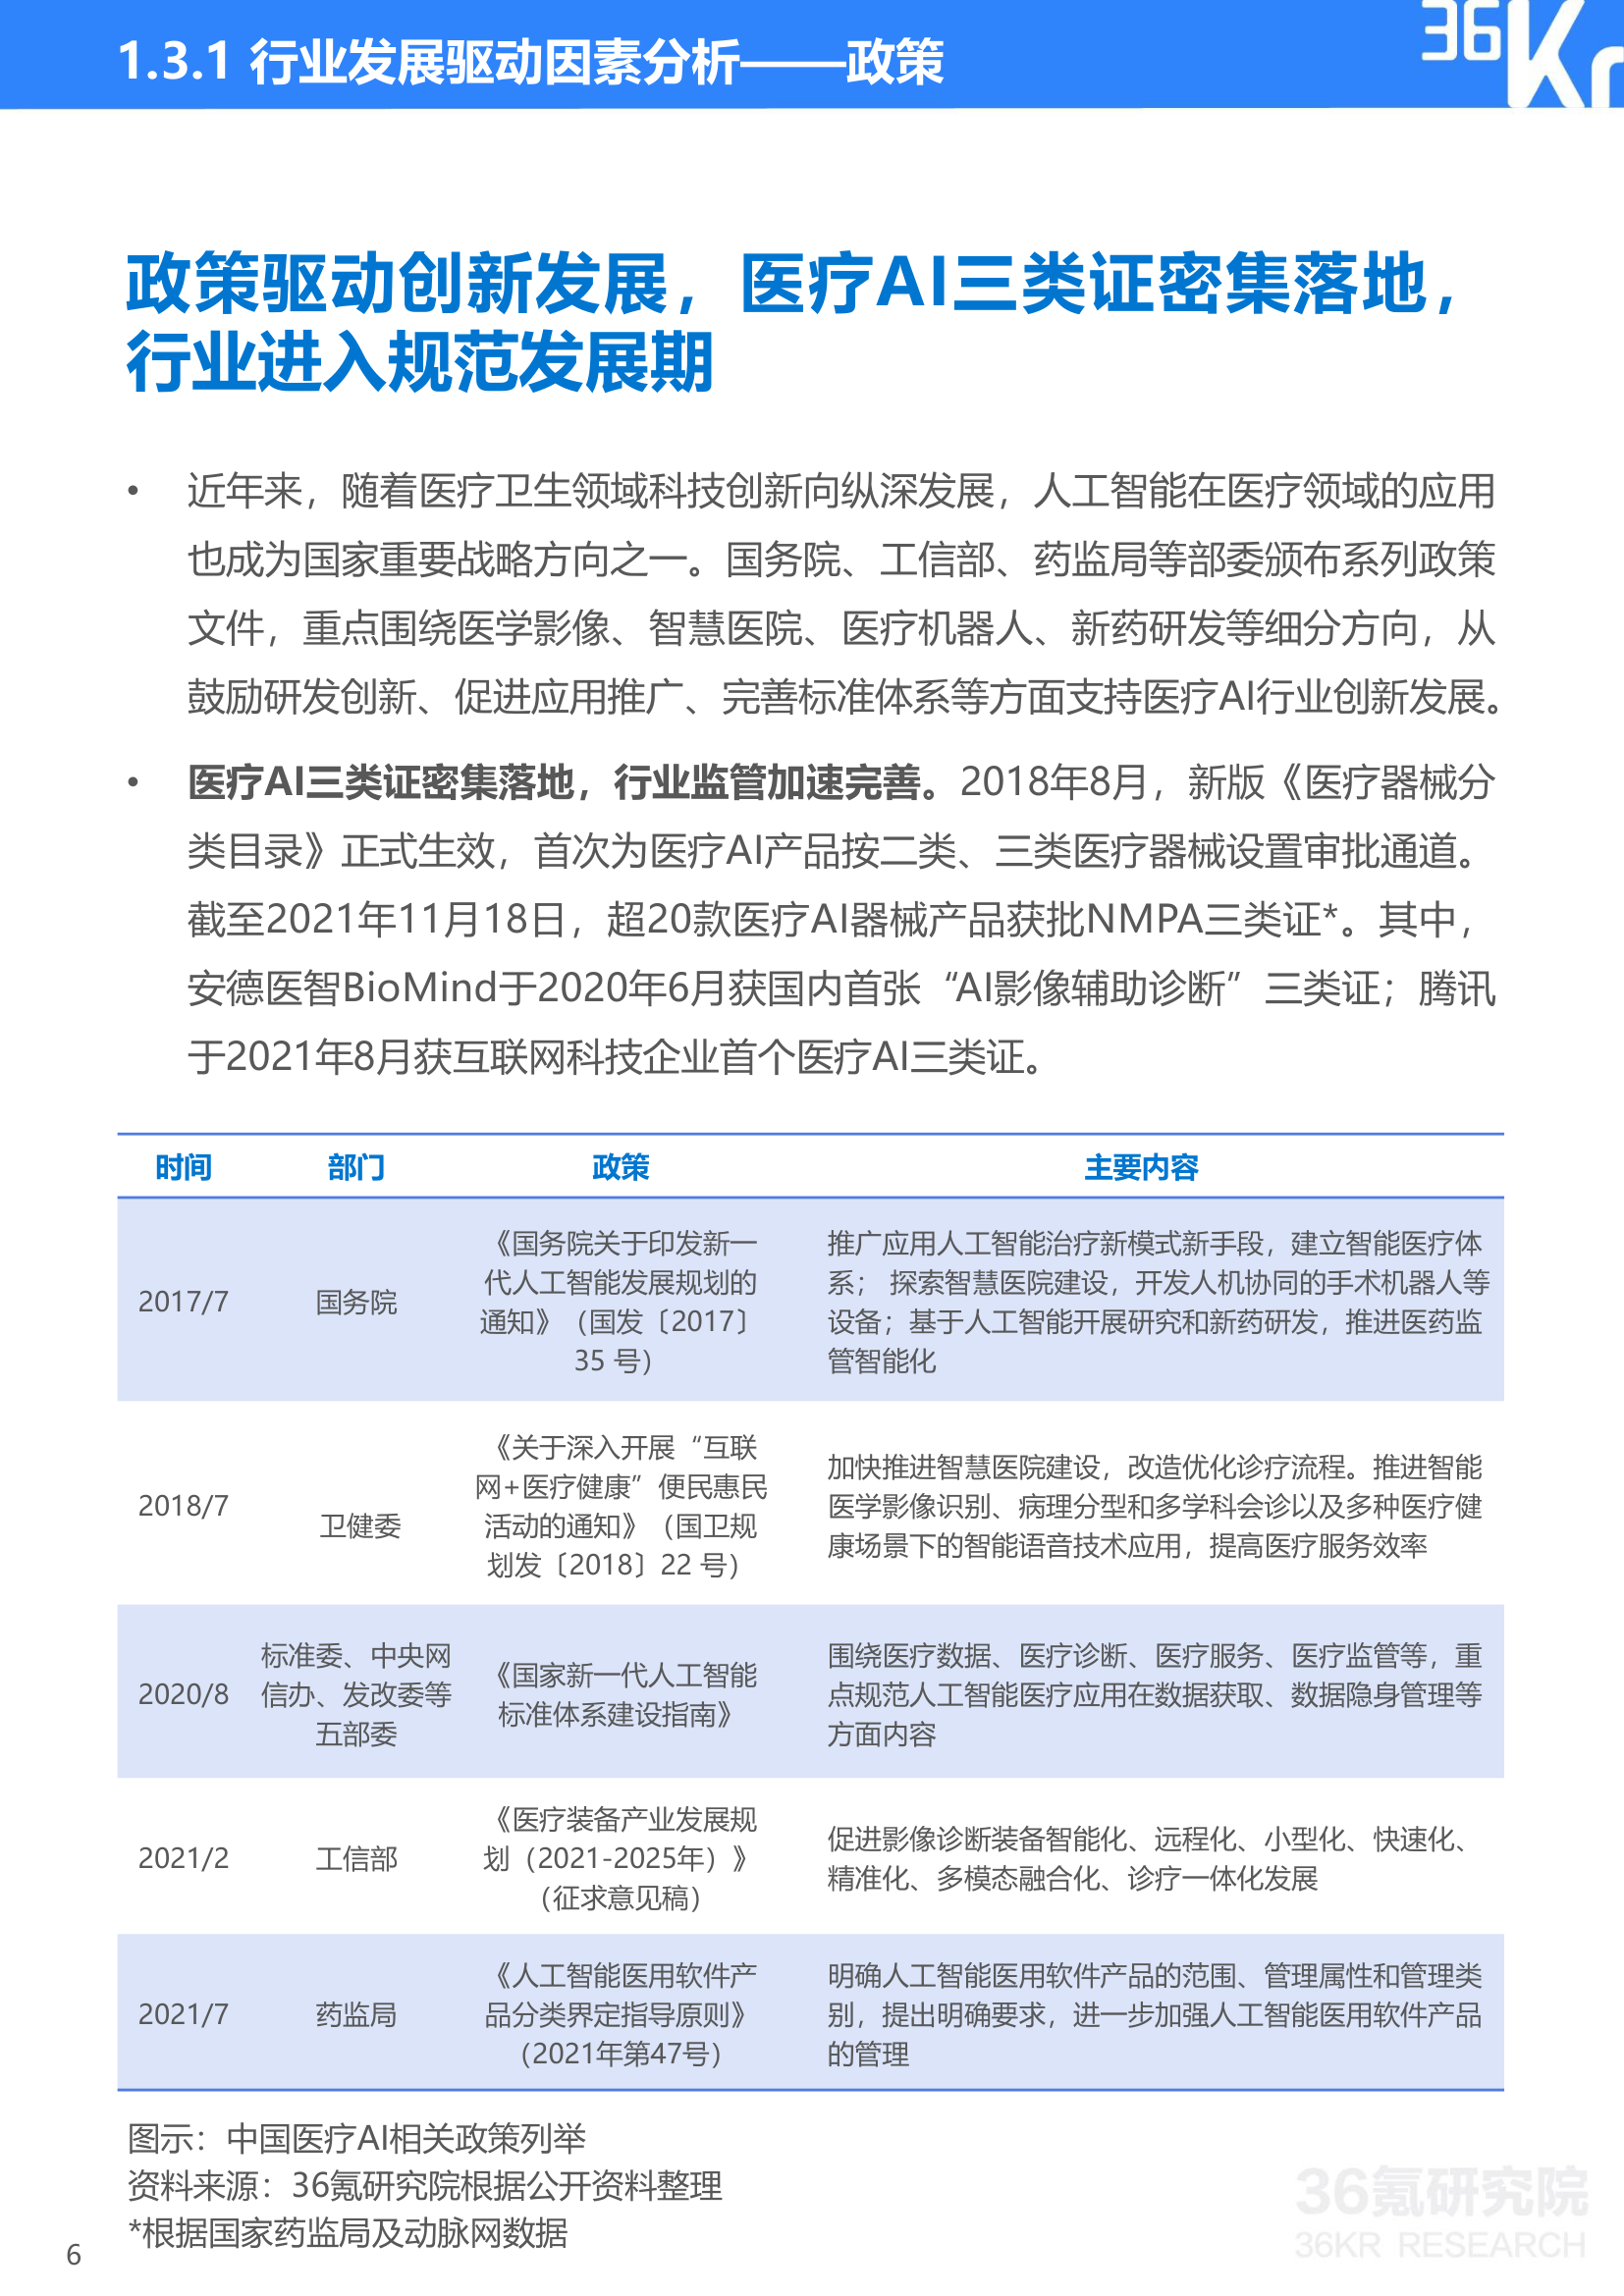 1.3.1 行业发展驱动因素分析——政策
36Kr
政策驱动创新发展，医疗AI三类证密集落地，
行业进入规范发展期
• 近年来，随着医疗卫生领域科技创新向纵深发展，人工智能在医疗领域的应用
也成为国家重要战略方向之一。国务院、工信部、药监局等部委颁布系列政策
文件，重点围绕医学影像、智慧医院、医疗机器人、新药研发等细分方向，从
鼓励研发创新、促进应用推广、完善标准体系等方面支持医疗AI行业创新发展。
• 医疗AI三类证密集落地，行业监管加速完善。2018年8月，新版《医疗器械分
类目录》正式生效，首次为医疗AI产品按二类、三类医疗器械设置审批通道。
截至2021年11月18日，超20款医疗AI器械产品获批NMPA三类证*。其中，
安德医智BioMind于2020年6月获国内首张“AI影像辅助诊断”三类证；腾讯
于2021年8月获互联网科技企业首个医疗AI三类证。
时间 部门 政策 主要内容
2017/7
国务院
《国务院关于印发新一
代人工智能发展规划的
通知》（国发〔2017〕
35 号）
推广应用人工智能治疗新模式新手段，建立智能医疗体
系； 探索智慧医院建设，开发人机协同的手术机器人等
设备；基于人工智能开展研究和新药研发，推进医药监
管智能化
2018/7
卫健委
《关于深入开展“互联
网+医疗健康”便民惠民
活动的通知》（国卫规
划发〔2018〕22 号）
加快推进智慧医院建设，改造优化诊疗流程。推进智能
医学影像识别、病理分型和多学科会诊以及多种医疗健
康场景下的智能语音技术应用，提高医疗服务效率
2020/8
标准委、中央网
信办、发改委等
五部委
《国家新一代人工智能
标准体系建设指南》
围绕医疗数据、医疗诊断、医疗服务、医疗监管等，重
点规范人工智能医疗应用在数据获取、数据隐身管理等
方面内容
2021/2
工信部
《医疗装备产业发展规
划（2021-2025年）》
（征求意见稿）
促进影像诊断装备智能化、远程化、小型化、快速化、
精准化、多模态融合化、诊疗一体化发展
2021/7
药监局
《人工智能医用软件产
品分类界定指导原则》
（2021年第47号）
明确人工智能医用软件产品的范围、管理属性和管理类
别，提出明确要求，进一步加强人工智能医用软件产品
的管理
图示：中国医疗AI相关政策列举
资料来源：36氪研究院根据公开资料整理
*根据国家药监局及动脉网数据
36氪研究院
36KR RESEARCH
6